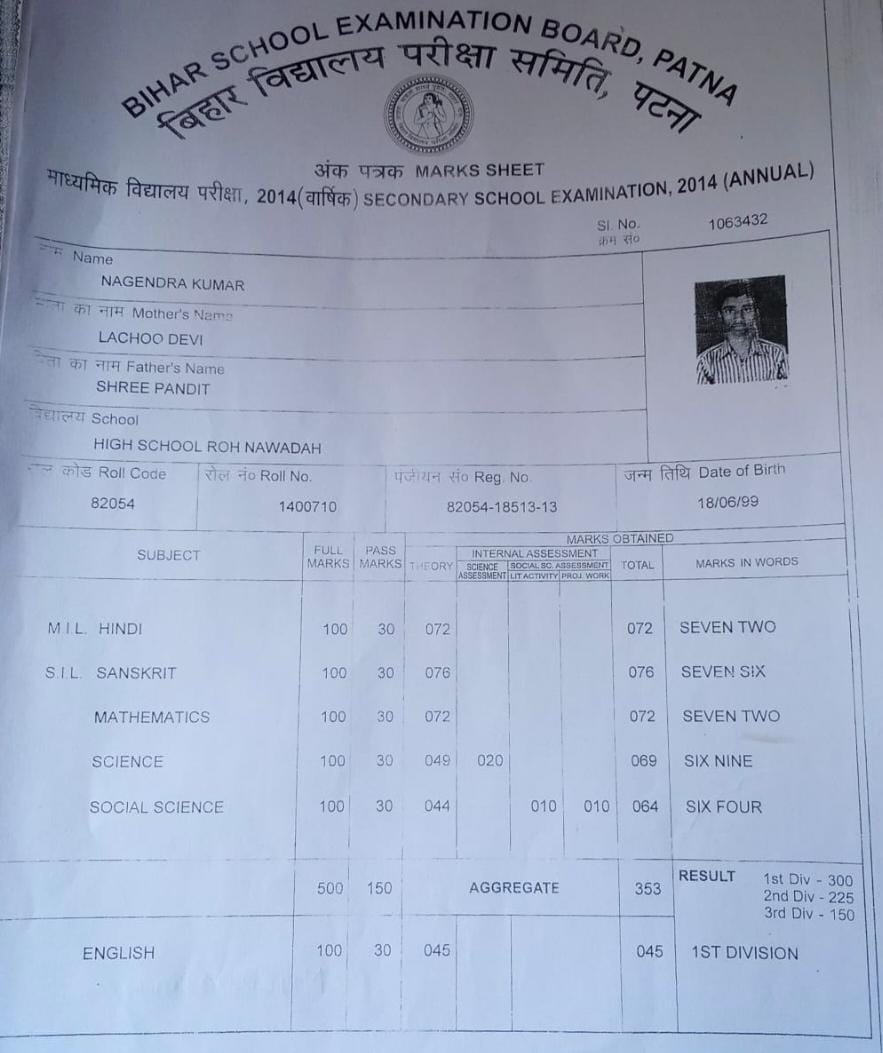 BIHAR SCHOOL EXAMINATION BOARD, PATNA
बिहार विद्यालय परीक्षा समिति, पटना
अंक पत्रक MARKS SHEET
माध्यमिक विद्यालय परीक्षा, 2014(वार्षिक) SECONDARY SCHOOL EXAMINATION, 2014 (ANNUAL)
Sl. No. 1063432
क्रम सं०
नाम Name
NAGENDRA KUMAR
माता का नाम Mother's Name
LACHOO DEVI
पिता का नाम Father's Name
SHREE PANDIT
विद्यालय School
HIGH SCHOOL ROH NAWADAH
रोल कोड Roll Code रोल नं० Roll No. पंजीयन सं० Reg. No. जन्म तिथि Date of Birth
82054 1400710 82054-18513-13 18/06/99
MARKS OBTAINED
SUBJECT FULL MARKS PASS MARKS THEORY INTERNAL ASSESSMENT TOTAL MARKS IN WORDS
SCIENCE ASSESSMENT SOCIAL SC. ASSESSMENT
LIT ACTIVITY PROJ. WORK
M.I.L. HINDI 100 30 072 072 SEVEN TWO
S.I.L. SANSKRIT 100 30 076 076 SEVEN SIX
MATHEMATICS 100 30 072 072 SEVEN TWO
SCIENCE 100 30 049 020 069 SIX NINE
SOCIAL SCIENCE 100 30 044 010 010 064 SIX FOUR
500 150 AGGREGATE 353 RESULT 1st Div - 300
2nd Div - 225
3rd Div - 150
ENGLISH 100 30 045 045 1ST DIVISION